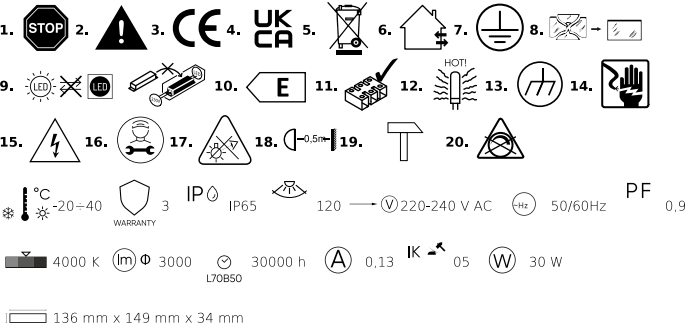 1. STOP 2. 3. CE 4. UK CA 5. 6. 7. 8.
9. LED LED 10. E 11. 12. HOT! 13. 14.
15. 16. 17. 18. 0,5m 19. 20.
°C -20÷40 WARRANTY 3 IP IP65 120 V 220-240 V AC Hz 50/60Hz PF 0,9
4000 K lm Φ 3000 L70B50 30000 h A 0,13 IK 05 W 30 W
136 mm x 149 mm x 34 mm